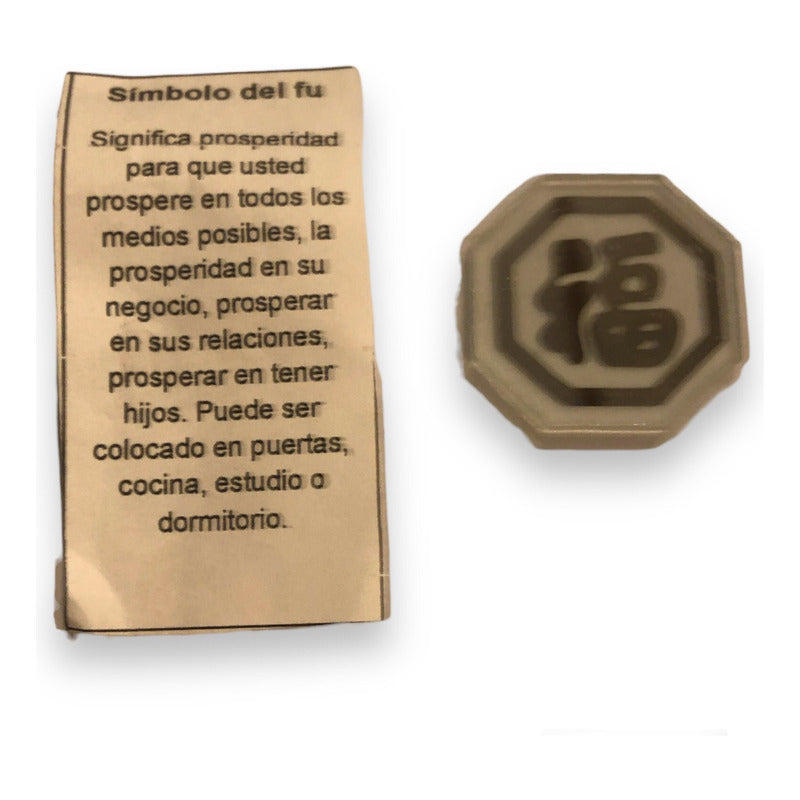 Símbolo del fu
Significa prosperidad
para que usted
prospere en todos los
medios posibles, la
prosperidad en su
negocio, prosperar
en sus relaciones,
prosperar en tener
hijos. Puede ser
colocado en puertas,
cocina, estudio o
dormitorio.
福